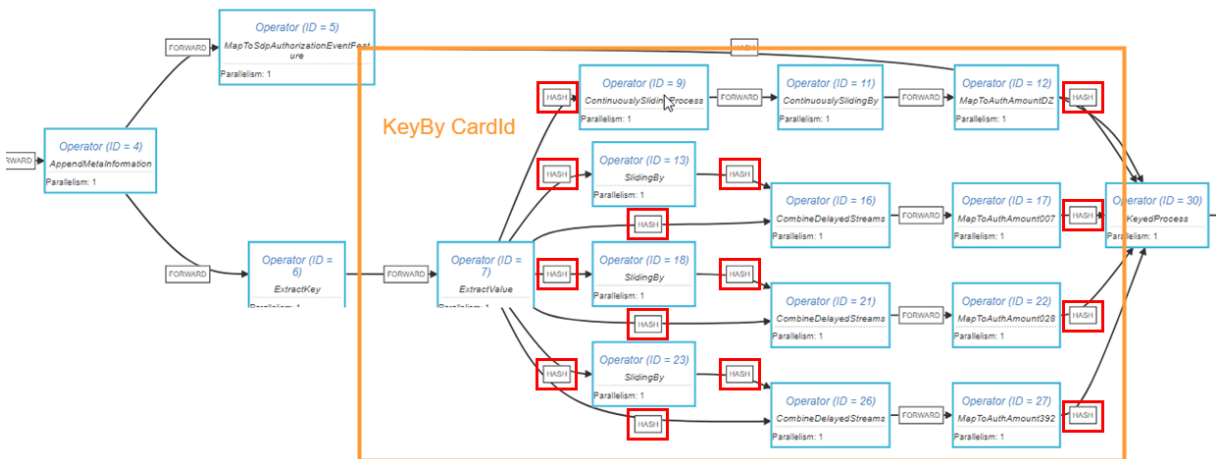 Operator (ID = 5)
MapToSdpAuthorizationEventFeat
ure
Parallelism: 1
FORWARD
HASH
Operator (ID = 9)
ContinuouslySlidingProcess
Parallelism: 1
HASH
FORWARD
Operator (ID = 11)
ContinuouslySlidingBy
Parallelism: 1
FORWARD
Operator (ID = 12)
MapToAuthAmountDZ
Parallelism: 1
HASH
KeyBy CardId
Operator (ID = 4)
AppendMetaInformation
Parallelism: 1
Operator (ID = 13)
SlidingBy
Parallelism: 1
HASH
HASH
HASH
Operator (ID = 16)
CombineDelayedStreams
Parallelism: 1
FORWARD
Operator (ID = 17)
MapToAuthAmount007
Parallelism: 1
HASH
Operator (ID = 30)
KeyedProcess
Parallelism: 1
FORWARD
Operator (ID =
6)
ExtractKey
FORWARD
Operator (ID =
7)
ExtractValue
HASH
Operator (ID = 18)
SlidingBy
Parallelism: 1
HASH
HASH
Operator (ID = 21)
CombineDelayedStreams
Parallelism: 1
FORWARD
Operator (ID = 22)
MapToAuthAmount028
Parallelism: 1
HASH
HASH
Operator (ID = 23)
SlidingBy
Parallelism: 1
HASH
HASH
Operator (ID = 26)
CombineDelayedStreams
Parallelism: 1
FORWARD
Operator (ID = 27)
MapToAuthAmount392
Parallelism: 1
HASH